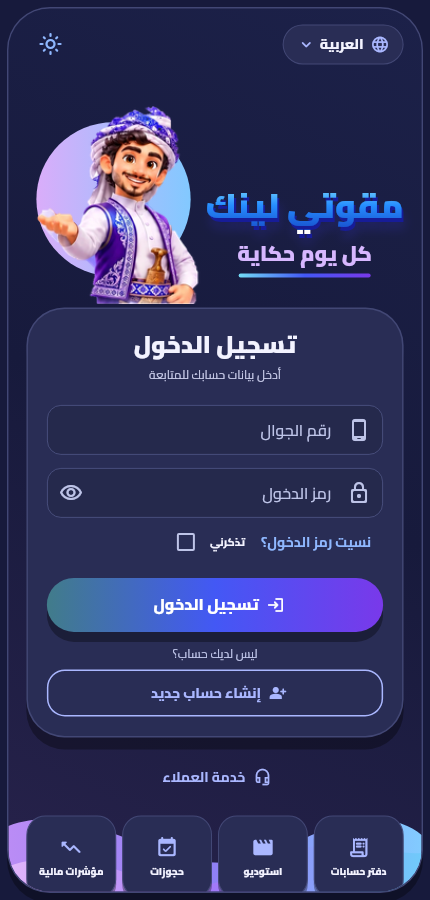 العربية
مقوتي لينك
كل يوم حكاية
تسجيل الدخول
أدخل بيانات حسابك للمتابعة
رقم الجوال
رمز الدخول
نسيت رمز الدخول؟ تذكرني
تسجيل الدخول
ليس لديك حساب؟
إنشاء حساب جديد
خدمة العملاء
دفتر حسابات
استوديو
حجوزات
مؤشرات مالية